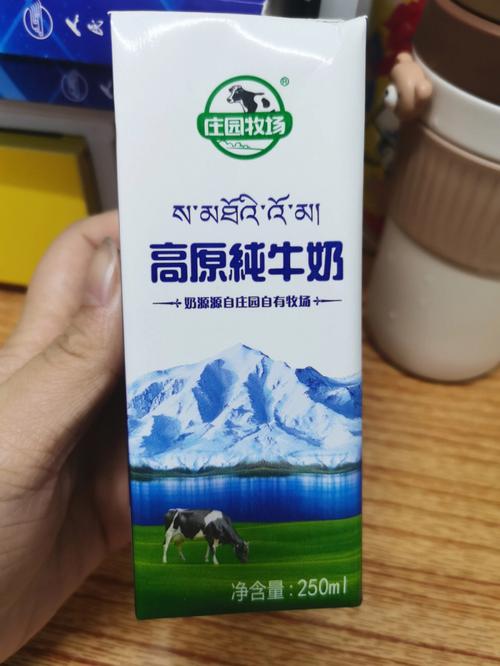 庄园牧场
®
ས་མཐོའི་འོ་མ།
高原純牛奶
奶源源自庄园自有牧场
净含量：250ml